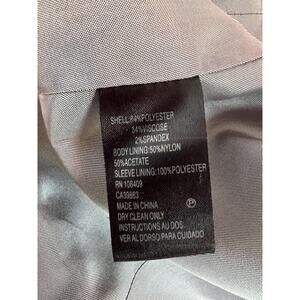 SHELL:64%POLYESTER
34%VISCOSE
2%SPANDEX
BODY LINING:50%NYLON
50%ACETATE
SLEEVE LINING:100%POLYESTER
RN 106409
CA39863
MADE IN CHINA
DRY CLEAN ONLY
INSTRUCTIONS AU DOS
VER AL DORSO PARA CUIDADO
P